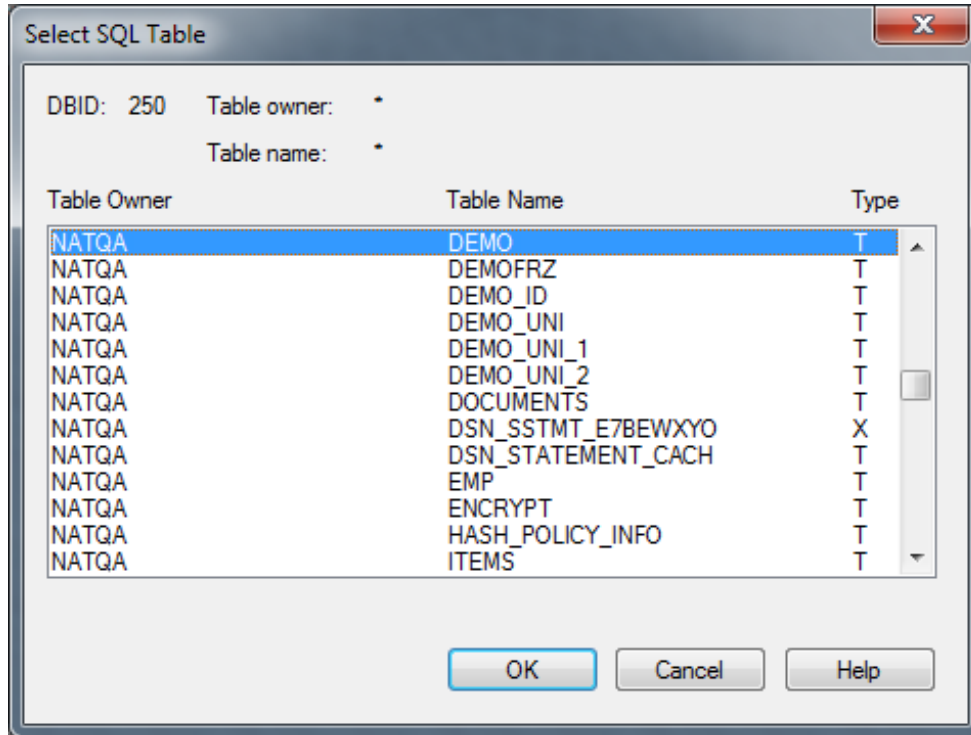 Select SQL Table
DBID: 250 Table owner: *
Table name: *
Table Owner Table Name Type
NATQA DEMO T
NATQA DEMOFRZ T
NATQA DEMO_ID T
NATQA DEMO_UNI T
NATQA DEMO_UNI_1 T
NATQA DEMO_UNI_2 T
NATQA DOCUMENTS T
NATQA DSN_SSTMT_E7BEWXYO X
NATQA DSN_STATEMENT_CACH T
NATQA EMP T
NATQA ENCRYPT T
NATQA HASH_POLICY_INFO T
NATQA ITEMS T
OK Cancel Help